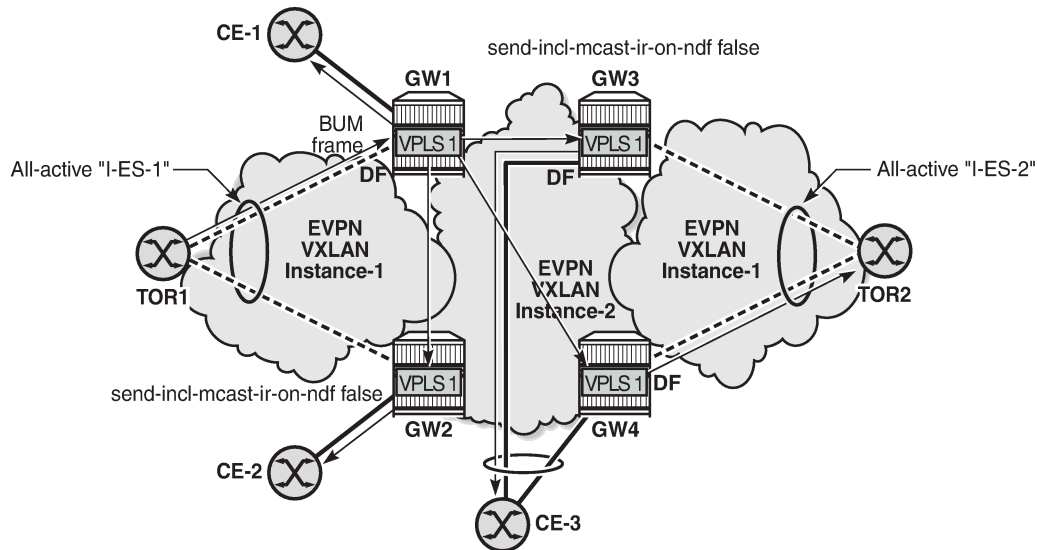 CE-1
send-incl-mcast-ir-on-ndf false
GW1
GW3
BUM
frame
VPLS 1
VPLS 1
All-active "I-ES-1"
DF
DF
All-active "I-ES-2"
EVPN
VXLAN
Instance-1
EVPN
VXLAN
Instance-2
EVPN
VXLAN
Instance-1
TOR1
TOR2
send-incl-mcast-ir-on-ndf false
VPLS 1
VPLS 1
DF
GW2
GW4
CE-2
CE-3